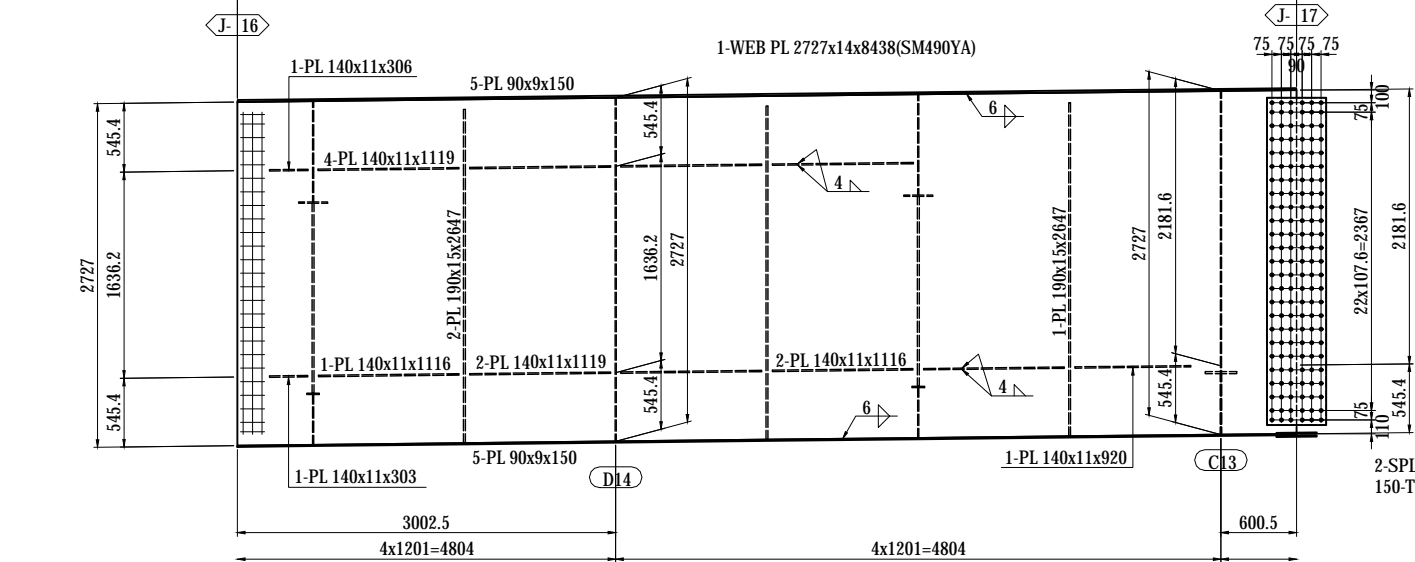 J- 16
J- 17
75 75 75 75
90
1-WEB PL 2727x14x8438(SM490YA)
1-PL 140x11x306
5-PL 90x9x150
6
100
75
545.4
545.4
4-PL 140x11x1119
4
2727
1636.2
2-PL 190x15x2647
1636.2
2727
1-PL 190x15x2647
2727
2181.6
22x107.6=2367
2181.6
1-PL 140x11x1116
2-PL 140x11x1119
2-PL 140x11x1116
4
545.4
545.4
545.4
75
110
545.4
6
5-PL 90x9x150
1-PL 140x11x303
D14
1-PL 140x11x920
C13
2-SPL
150-T
3002.5
600.5
4x1201=4804
4x1201=4804